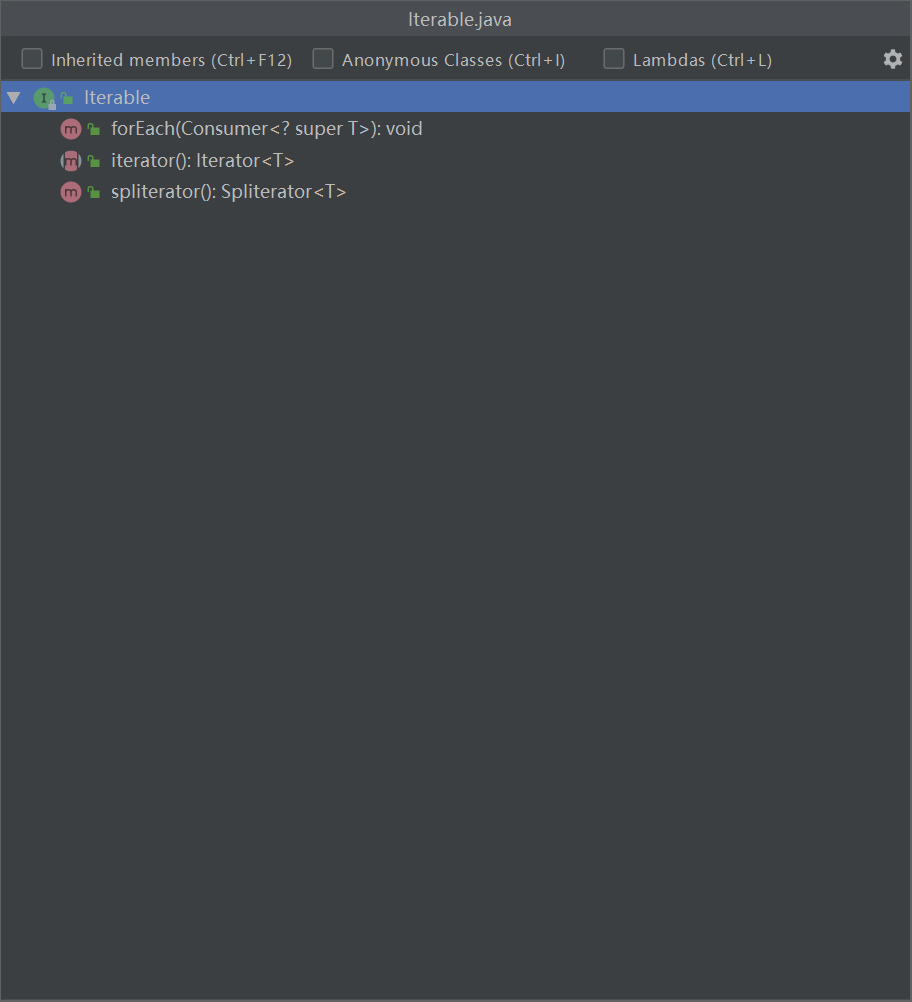 Iterable.java
Inherited members (Ctrl+F12) Anonymous Classes (Ctrl+I) Lambdas (Ctrl+L)
I Iterable
m forEach(Consumer<? super T>): void
m iterator(): Iterator<T>
m spliterator(): Spliterator<T>